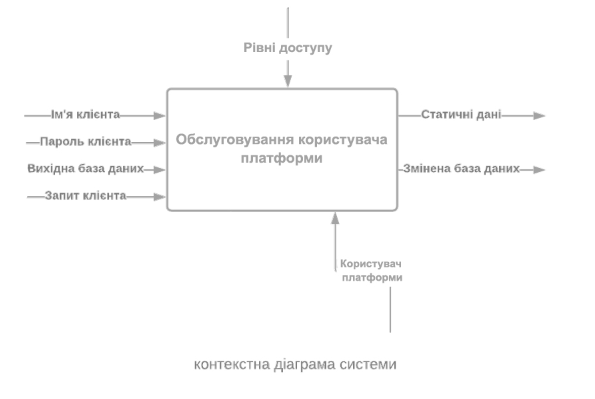 Рівні доступу
Ім'я клієнта
Пароль клієнта
Вихідна база даних
Запит клієнта
Обслуговування користувача
платформи
Статичні дані
Змінена база даних
Користувач
платформи
контекстна діаграма системи